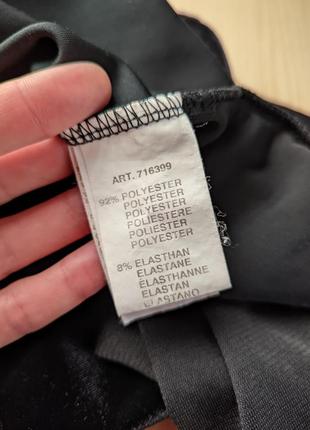 ART. 716399
92% POLYESTER
POLYESTER
POLYESTER
POLIESTERE
POLIESTER
POLYESTER
8% ELASTHAN
ELASTANE
ELASTHANNE
ELASTAN
ELASTANO